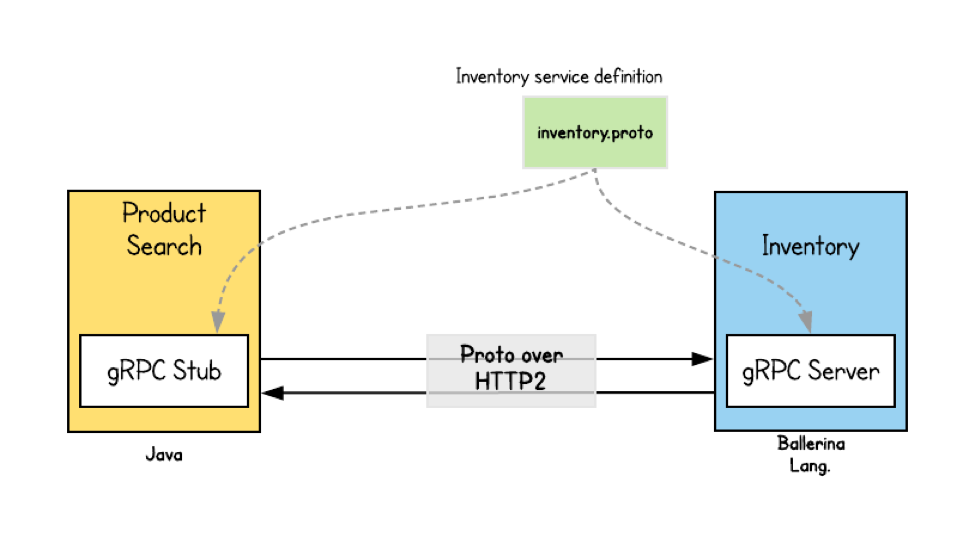 Inventory service definition
inventory.proto
Product
Search
Inventory
gRPC Stub
Proto over
HTTP2
gRPC Server
Java
Ballerina
Lang.